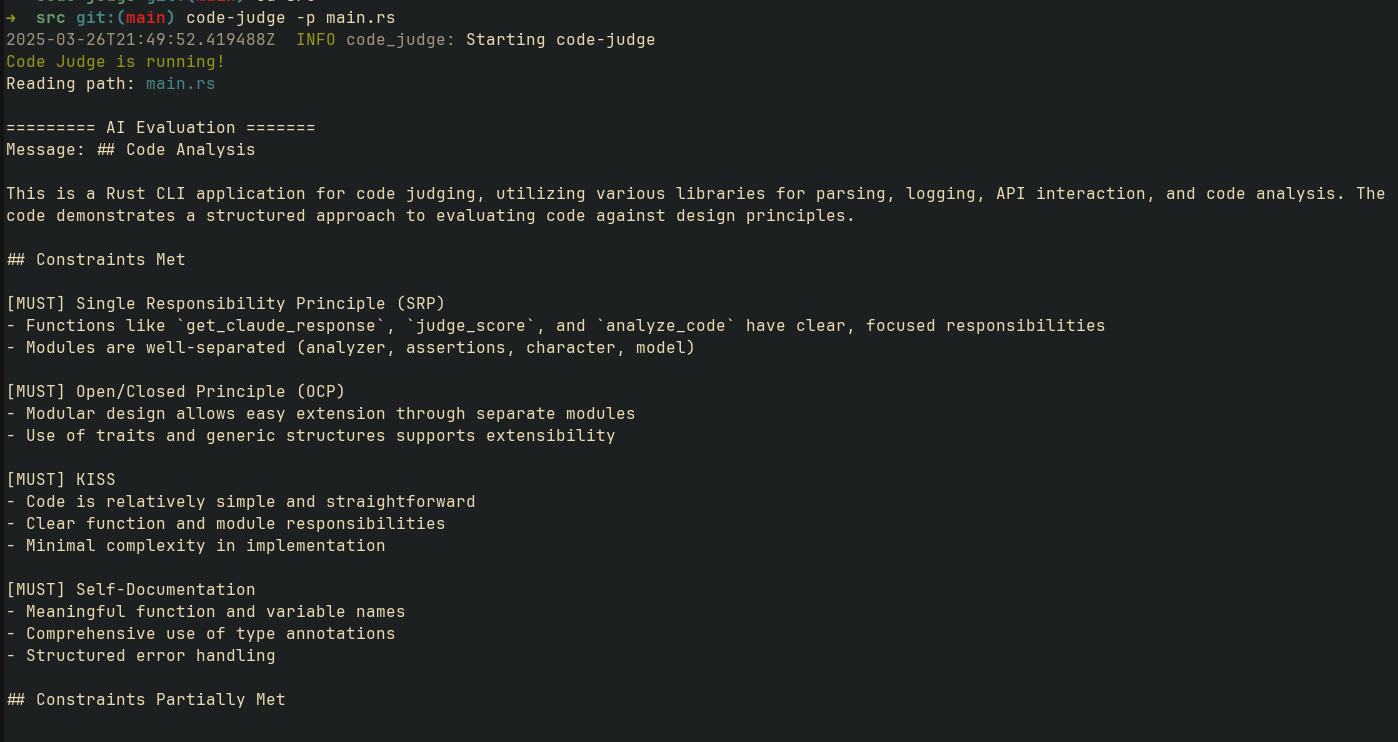 ➜  src git:(main) code-judge -p main.rs
2025-03-26T21:49:52.419488Z  INFO code_judge: Starting code-judge
Code Judge is running!
Reading path: main.rs

========= AI Evaluation =======
Message: ## Code Analysis

This is a Rust CLI application for code judging, utilizing various libraries for parsing, logging, API interaction, and code analysis. The
code demonstrates a structured approach to evaluating code against design principles.

## Constraints Met

[MUST] Single Responsibility Principle (SRP)
- Functions like `get_claude_response`, `judge_score`, and `analyze_code` have clear, focused responsibilities
- Modules are well-separated (analyzer, assertions, character, model)

[MUST] Open/Closed Principle (OCP)
- Modular design allows easy extension through separate modules
- Use of traits and generic structures supports extensibility

[MUST] KISS
- Code is relatively simple and straightforward
- Clear function and module responsibilities
- Minimal complexity in implementation

[MUST] Self-Documentation
- Meaningful function and variable names
- Comprehensive use of type annotations
- Structured error handling

## Constraints Partially Met